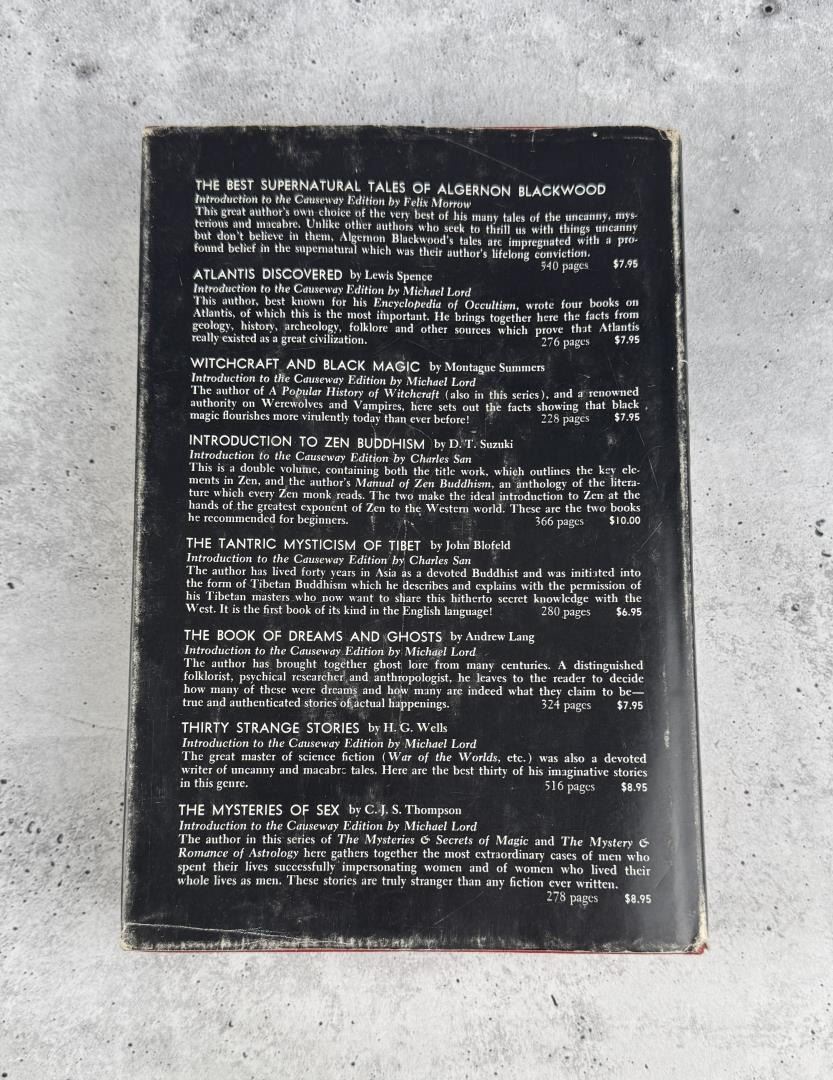 THE BEST SUPERNATURAL TALES OF ALGERNON BLACKWOOD
Introduction to the Causeway Edition by Felix Morrow
This great author's own choice of the very best of his many tales of the uncanny, mys-
terious and macabre. Unlike other authors who seek to thrill us with things uncanny
but don't believe in them, Algernon Blackwood's tales are impregnated with a pro-
found belief in the supernatural which was their author's lifelong conviction.
540 pages $7.95
ATLANTIS DISCOVERED by Lewis Spence
Introduction to the Causeway Edition by Michael Lord
This author, best known for his Encyclopedia of Occultism, wrote four books on
Atlantis, of which this is the most important. He brings together here the facts from
geology, history, archeology, folklore and other sources which prove that Atlantis
really existed as a great civilization. 276 pages $7.95
WITCHCRAFT AND BLACK MAGIC by Montague Summers
Introduction to the Causeway Edition by Michael Lord
The author of A Popular History of Witchcraft (also in this series), and a renowned
authority on Werewolves and Vampires, here sets out the facts showing that black
magic flourishes more virulently today than ever before! 228 pages $7.95
INTRODUCTION TO ZEN BUDDHISM by D. T. Suzuki
Introduction to the Causeway Edition by Charles San
This is a double volume, containing both the title work, which outlines the key ele-
ments in Zen, and the author's Manual of Zen Buddhism, an anthology of the litera-
ture which every Zen monk reads. The two make the ideal introduction to Zen at the
hands of the greatest exponent of Zen to the Western world. These are the two books
he recommended for beginners. 366 pages $10.00
THE TANTRIC MYSTICISM OF TIBET by John Blofeld
Introduction to the Causeway Edition by Charles San
The author has lived forty years in Asia as a devoted Buddhist and was initiated into
the form of Tibetan Buddhism which he describes and explains with the permission of
his Tibetan masters who now want to share this hitherto secret knowledge with the
West. It is the first book of its kind in the English language! 280 pages $6.95
THE BOOK OF DREAMS AND GHOSTS by Andrew Lang
Introduction to the Causeway Edition by Michael Lord
The author has brought together ghost lore from many centuries. A distinguished
folklorist, psychical researcher and anthropologist, he leaves to the reader to decide
how many of these were dreams and how many are indeed what they claim to be—
true and authenticated stories of actual happenings. 324 pages $7.95
THIRTY STRANGE STORIES by H. G. Wells
Introduction to the Causeway Edition by Michael Lord
The great master of science fiction (War of the Worlds, etc.) was also a devoted
writer of uncanny and macabre tales. Here are the best thirty of his imaginative stories
in this genre. 516 pages $8.95
THE MYSTERIES OF SEX by C. J. S. Thompson
Introduction to the Causeway Edition by Michael Lord
The author in this series of The Mysteries & Secrets of Magic and The Mystery &
Romance of Astrology here gathers together the most extraordinary cases of men who
spent their lives successfully impersonating women and of women who lived their
whole lives as men. These stories are truly stranger than any fiction ever written.
278 pages $8.95